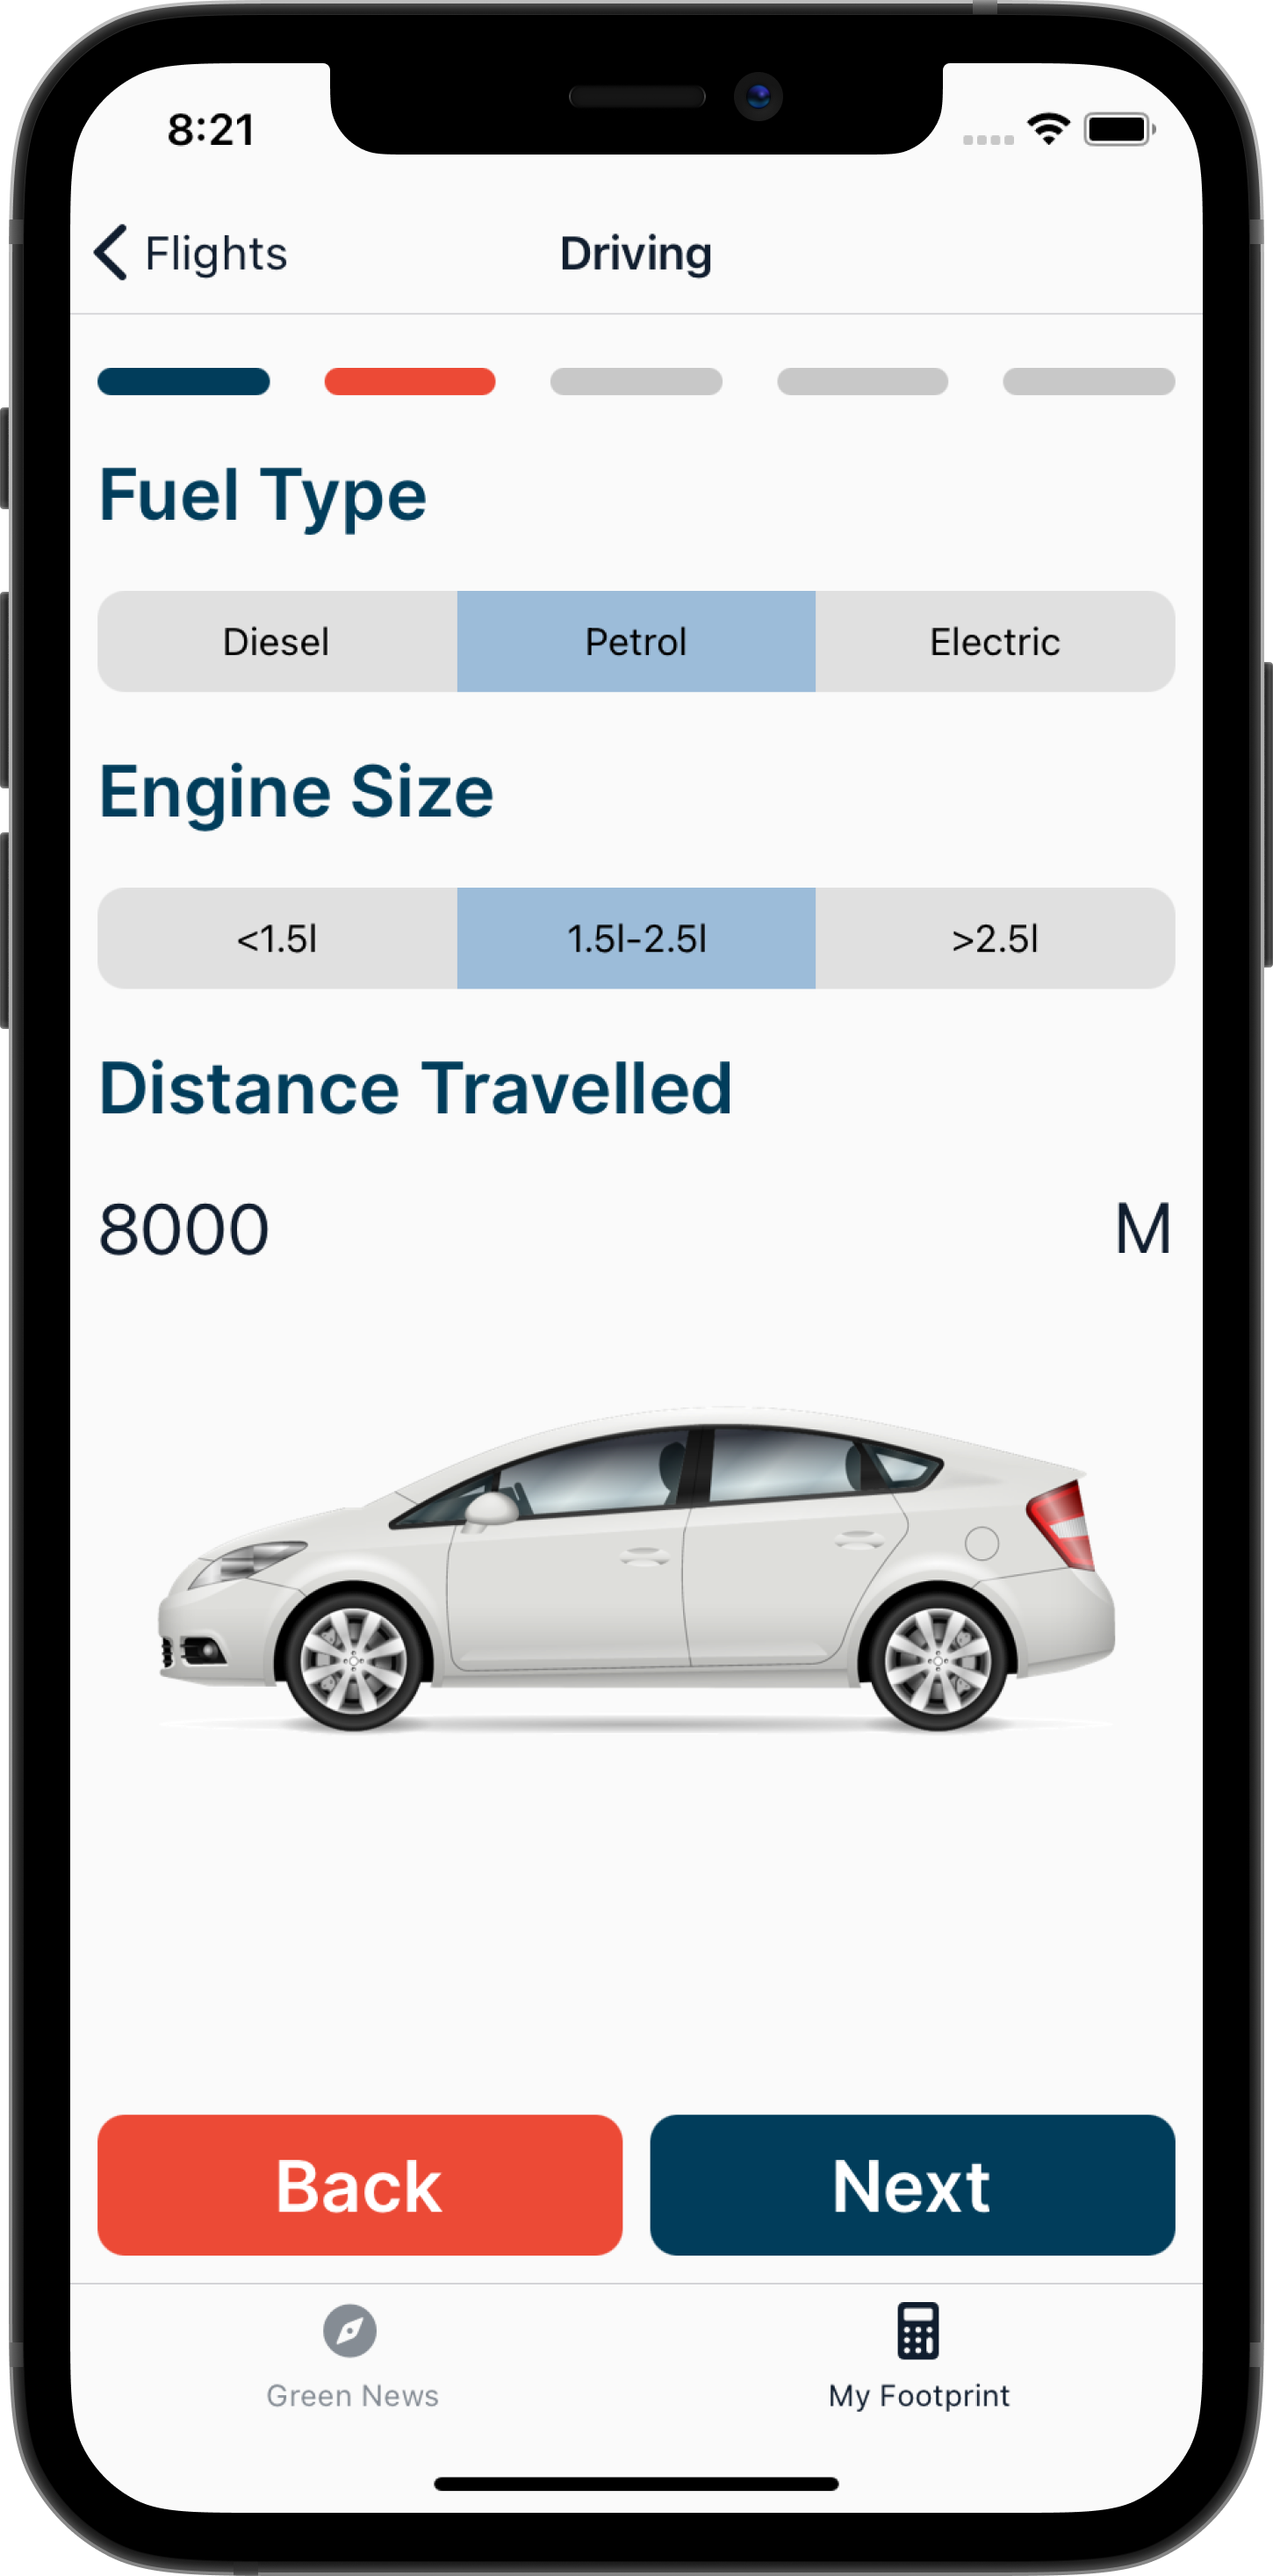 8:21
Flights
Driving
Fuel Type
Diesel Petrol Electric
Engine Size
<1.5l 1.5l-2.5l >2.5l
Distance Travelled
8000 M
Back Next
Green News My Footprint